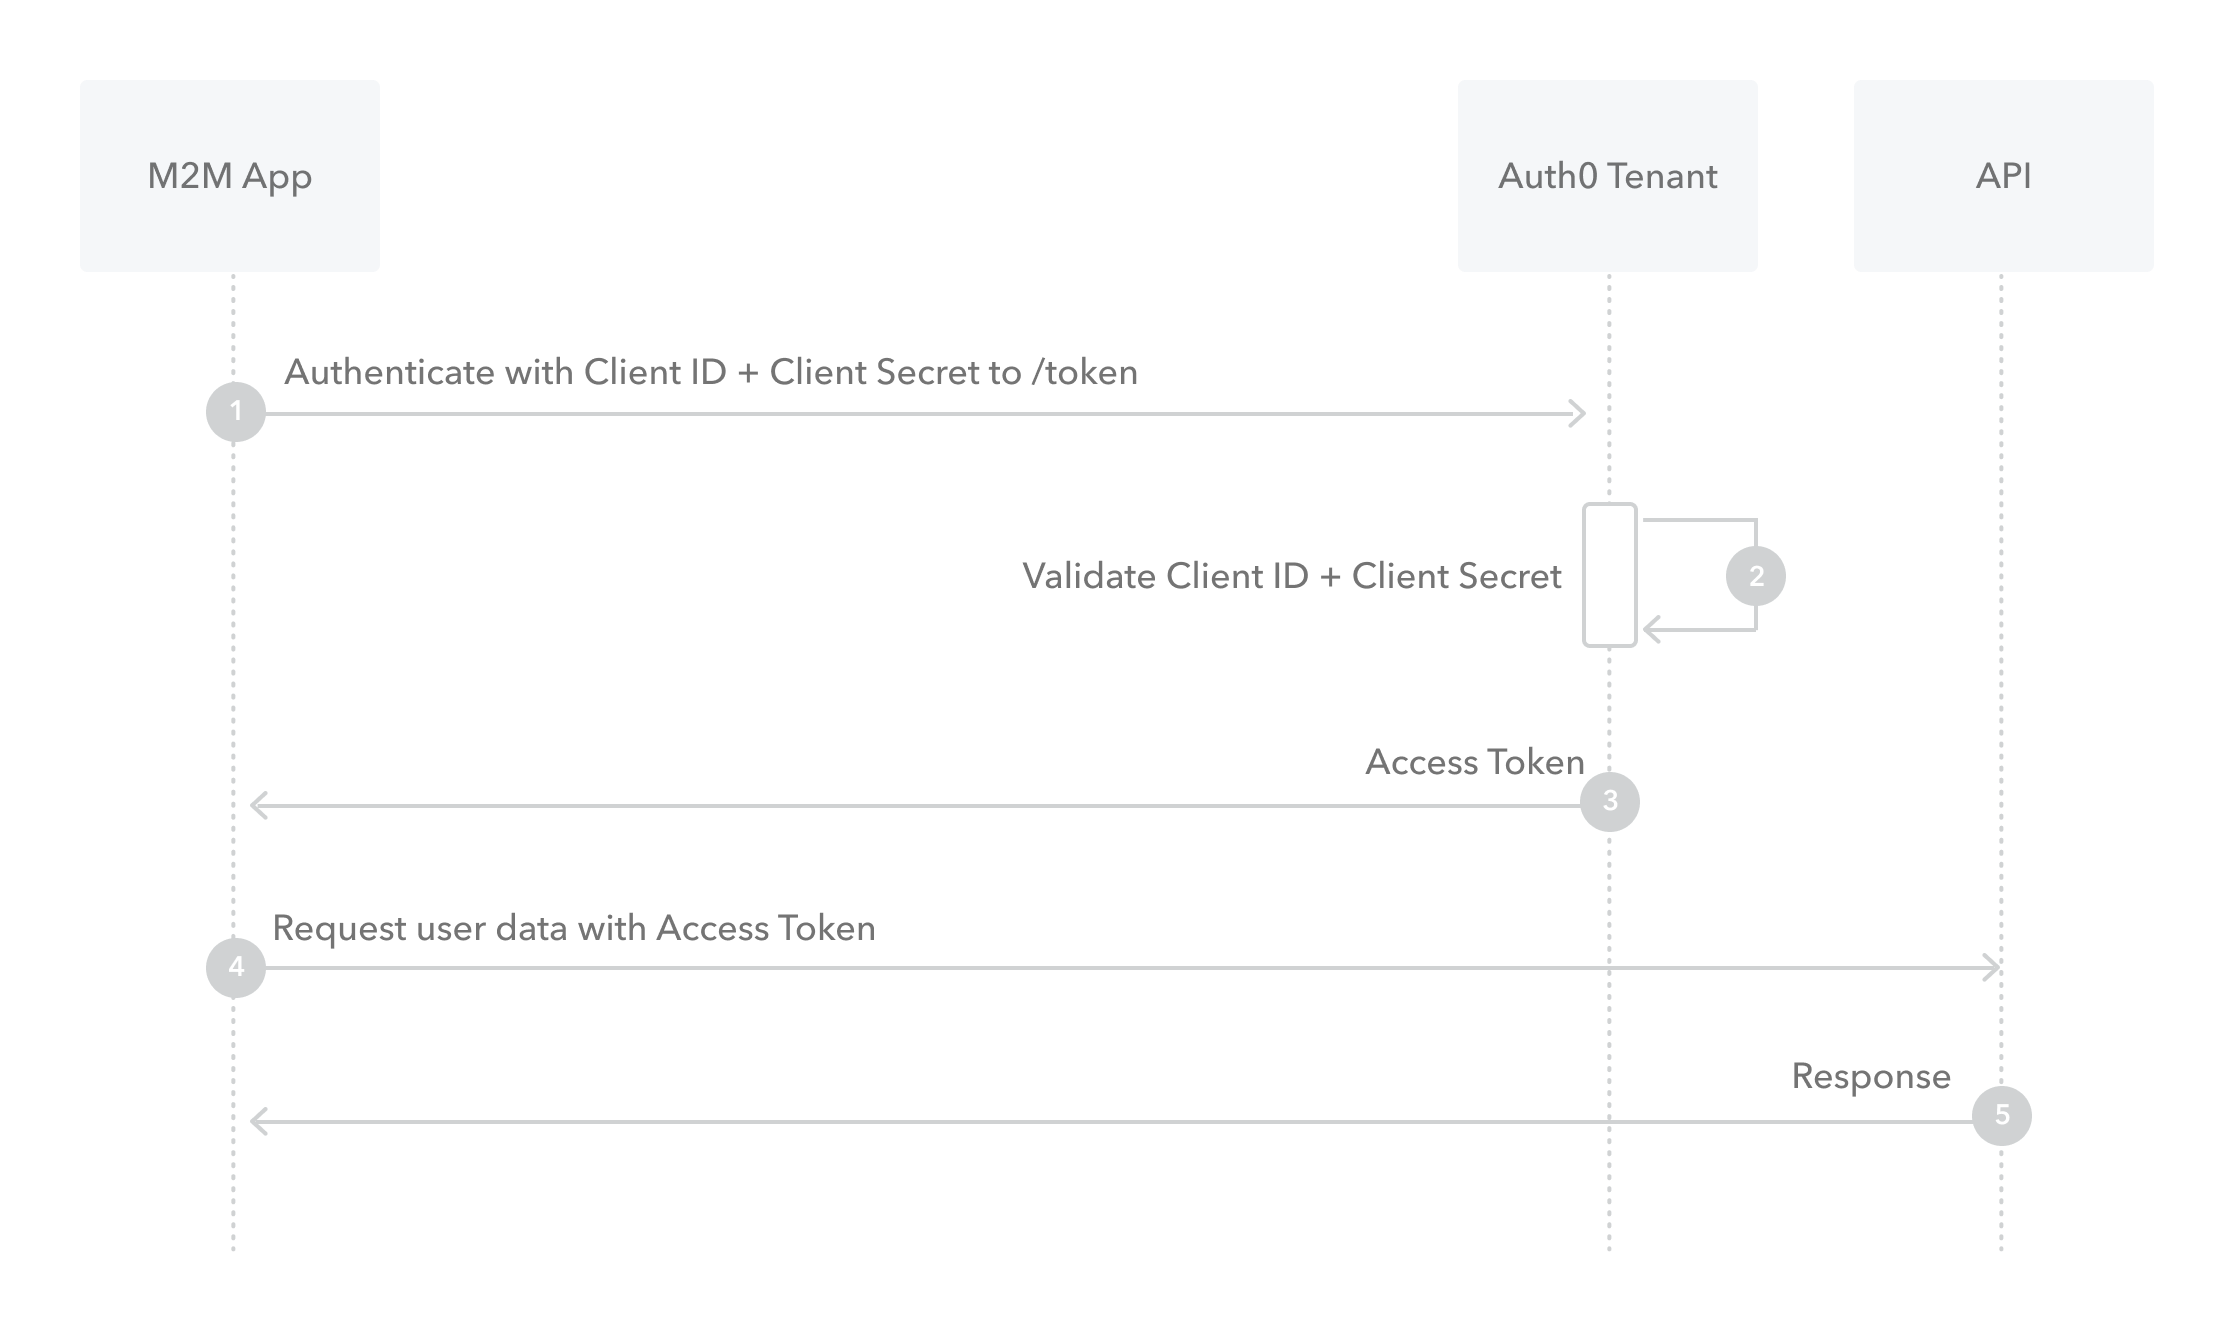 M2M App
Auth0 Tenant
API
Authenticate with Client ID + Client Secret to /token
1
Validate Client ID + Client Secret
2
Access Token
3
Request user data with Access Token
4
Response
5